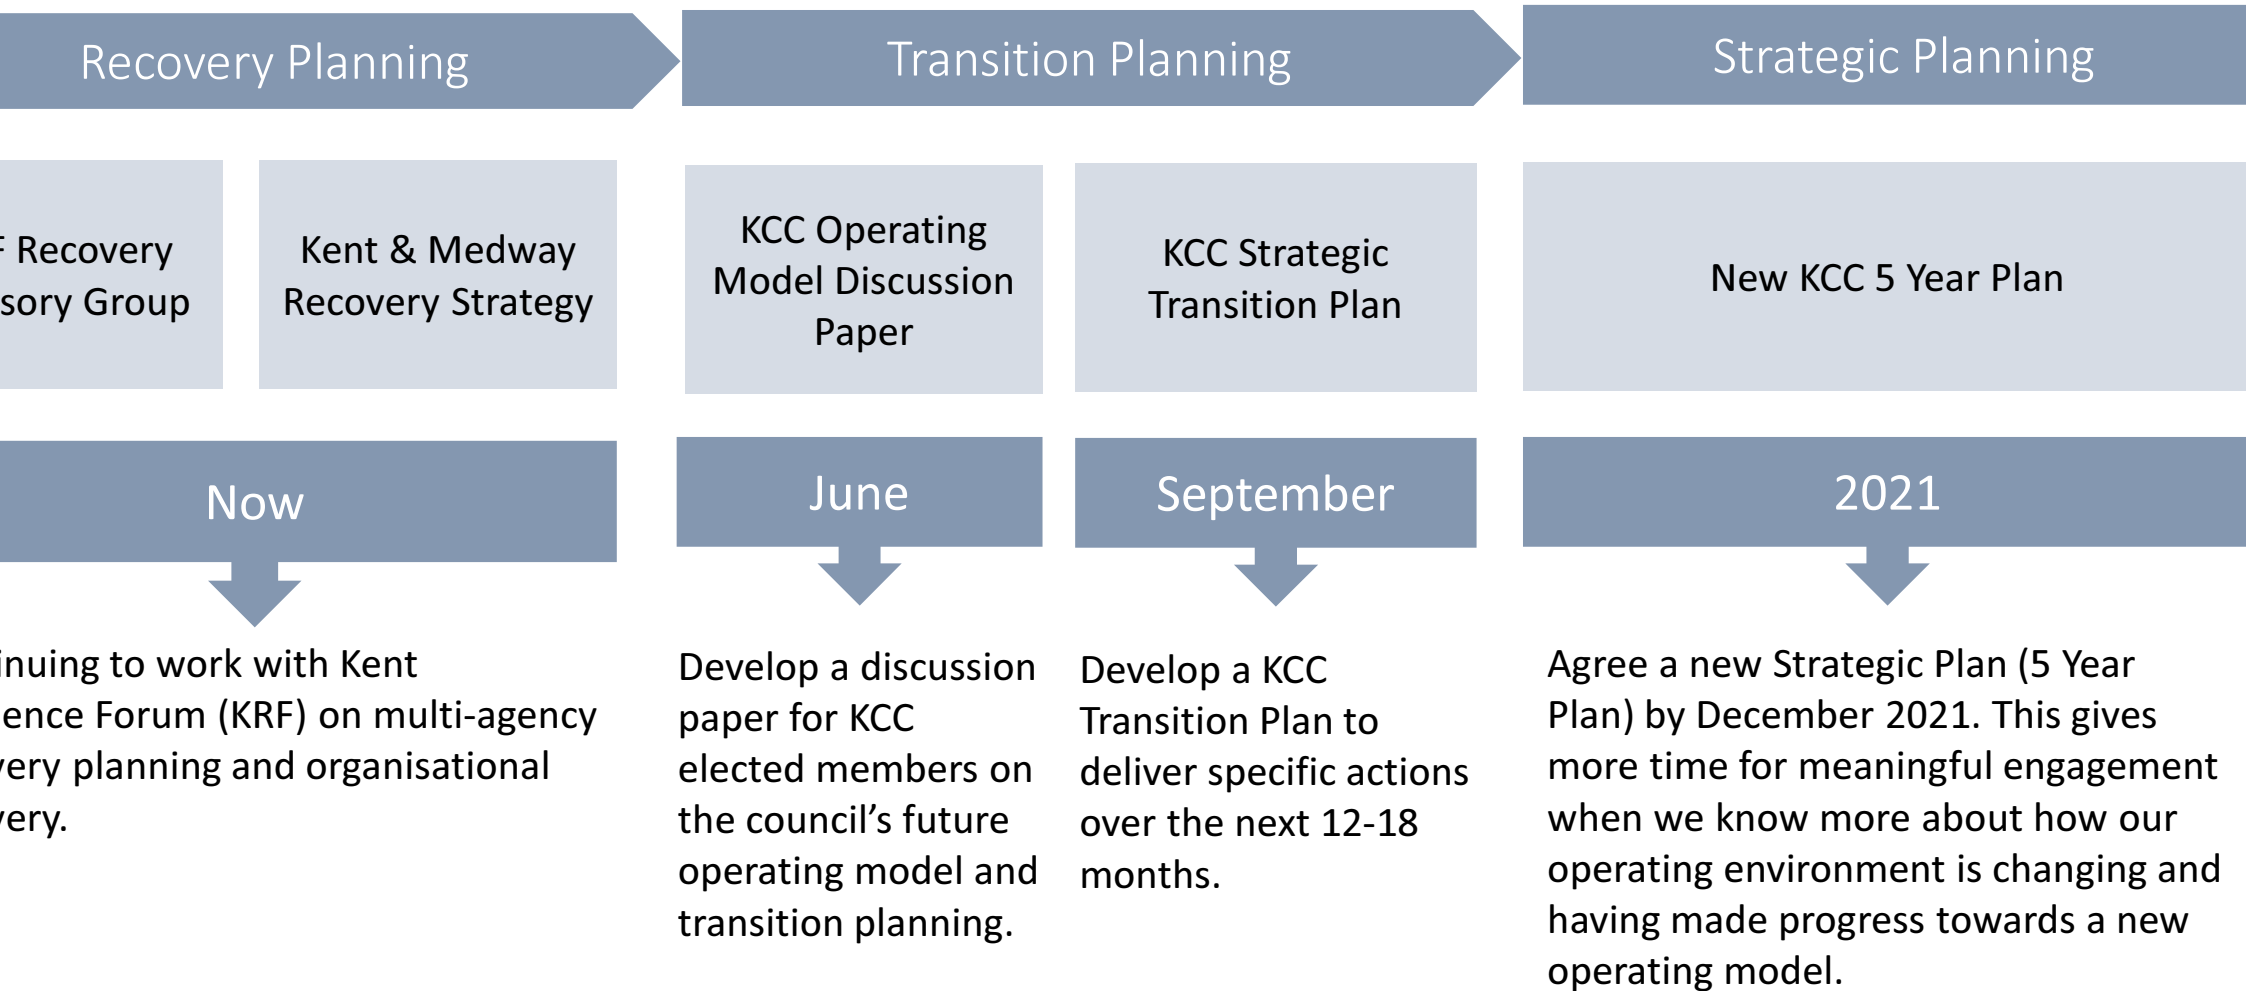 Recovery Planning
Transition Planning
Strategic Planning
Recovery
Group
Kent & Medway
Recovery Strategy
KCC Operating
Model Discussion
Paper
KCC Strategic
Transition Plan
New KCC 5 Year Plan
Now
June
September
2021
to work with Kent
Forum (KRF) on multi-agency
planning and organisational
Develop a discussion
paper for KCC
elected members on
the council’s future
operating model and
transition planning.
Develop a KCC
Transition Plan to
deliver specific actions
over the next 12-18
months.
Agree a new Strategic Plan (5 Year
Plan) by December 2021. This gives
more time for meaningful engagement
when we know more about how our
operating environment is changing and
having made progress towards a new
operating model.